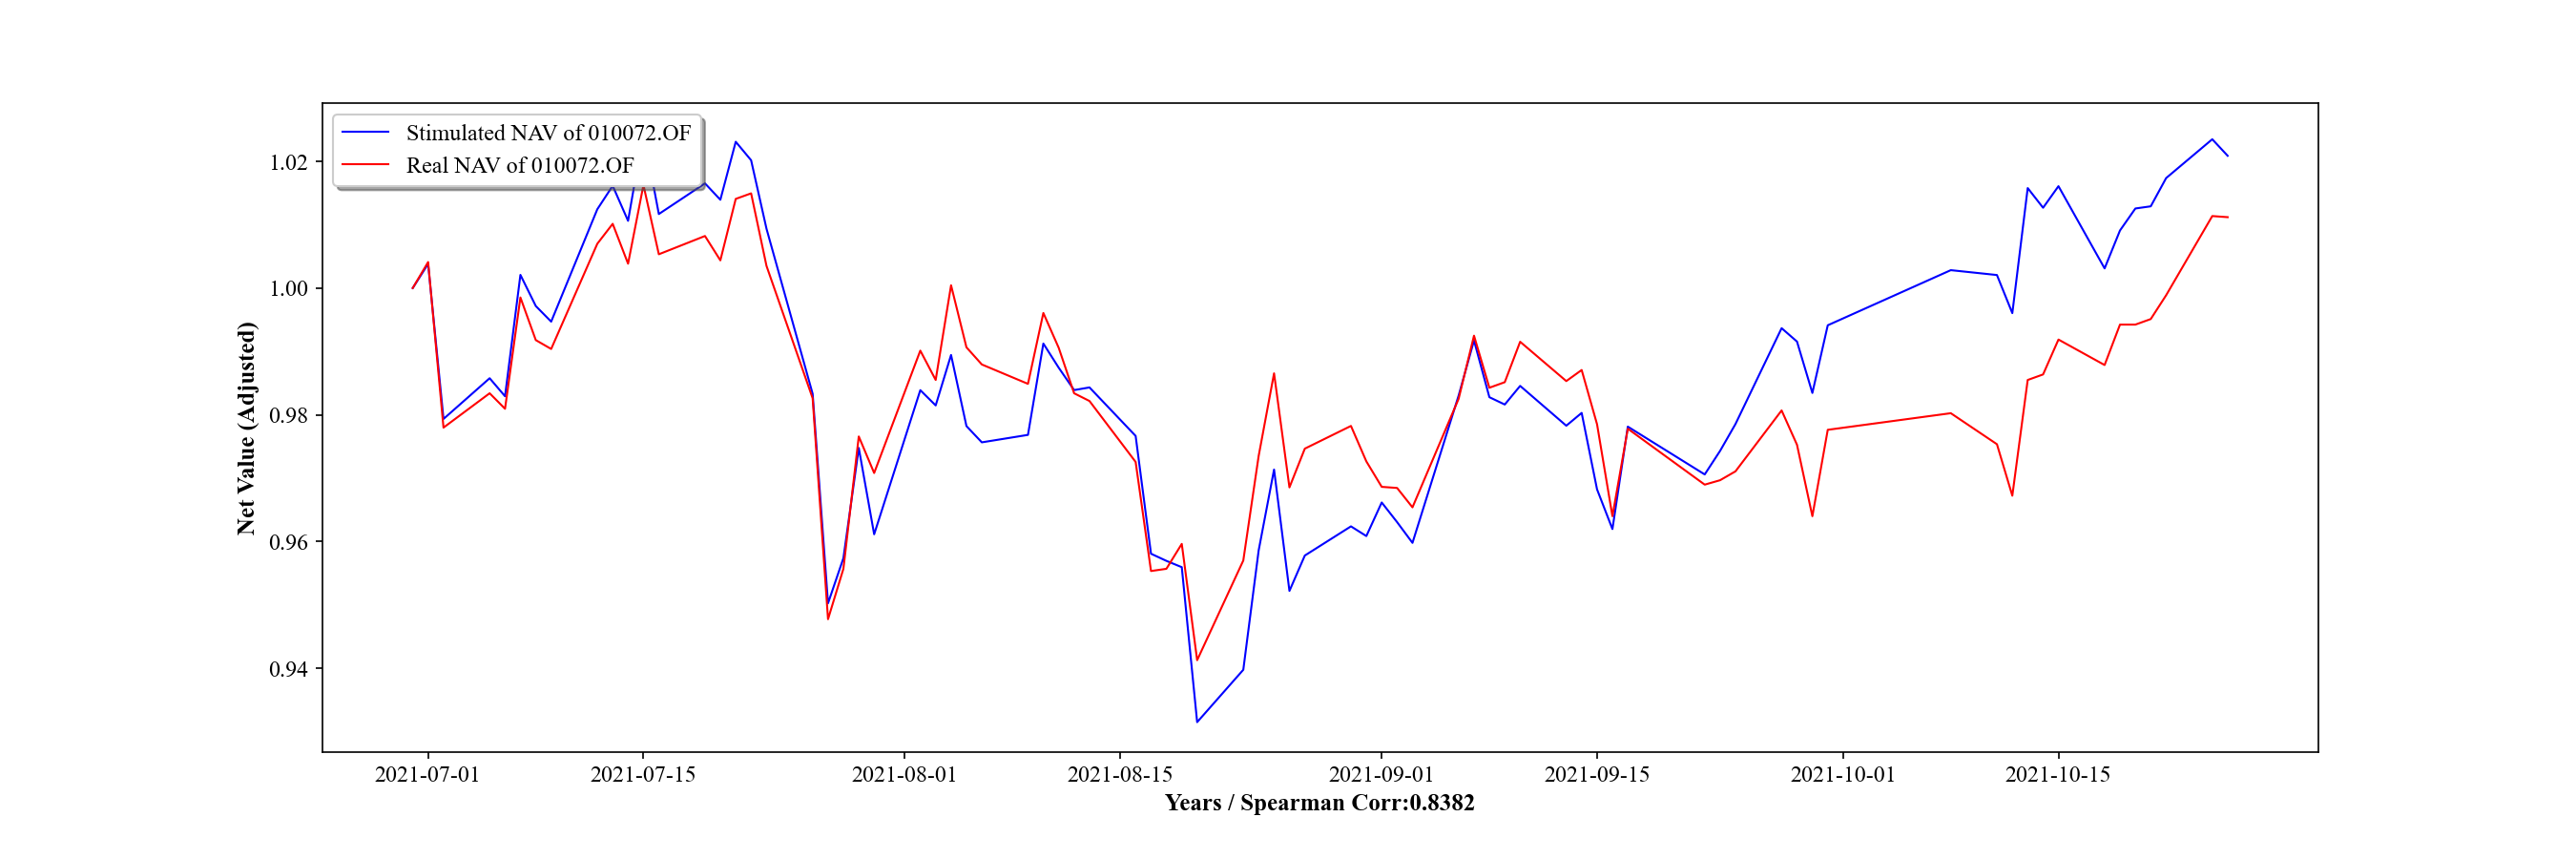 Stimulated NAV of 010072.OF
Real NAV of 010072.OF
1.02
1.00
0.98
0.96
0.94
Net Value (Adjusted)
2021-07-01 2021-07-15 2021-08-01 2021-08-15 2021-09-01 2021-09-15 2021-10-01 2021-10-15
Years / Spearman Corr:0.8382